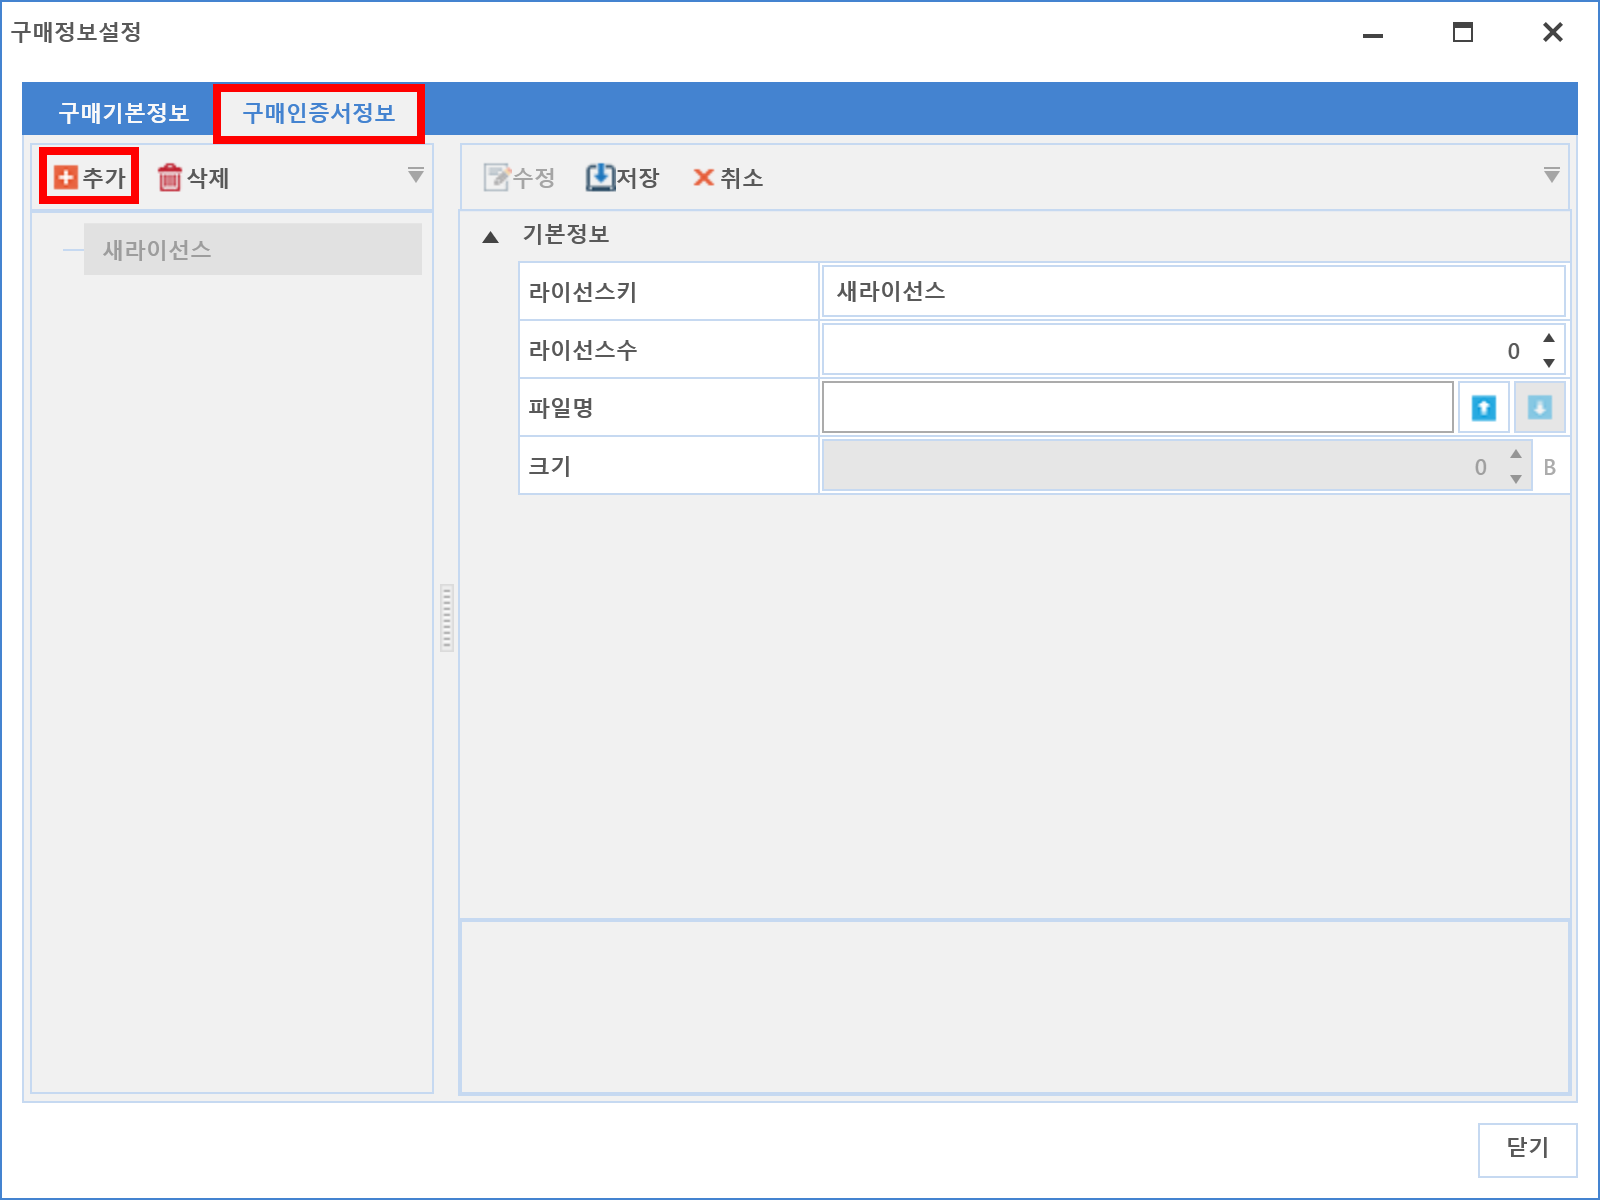 구매정보설정
구매기본정보 구매인증서정보
추가 삭제 수정 저장 취소
새라이선스
기본정보
라이선스키 새라이선스
라이선스수 0
파일명
크기 0 B
닫기